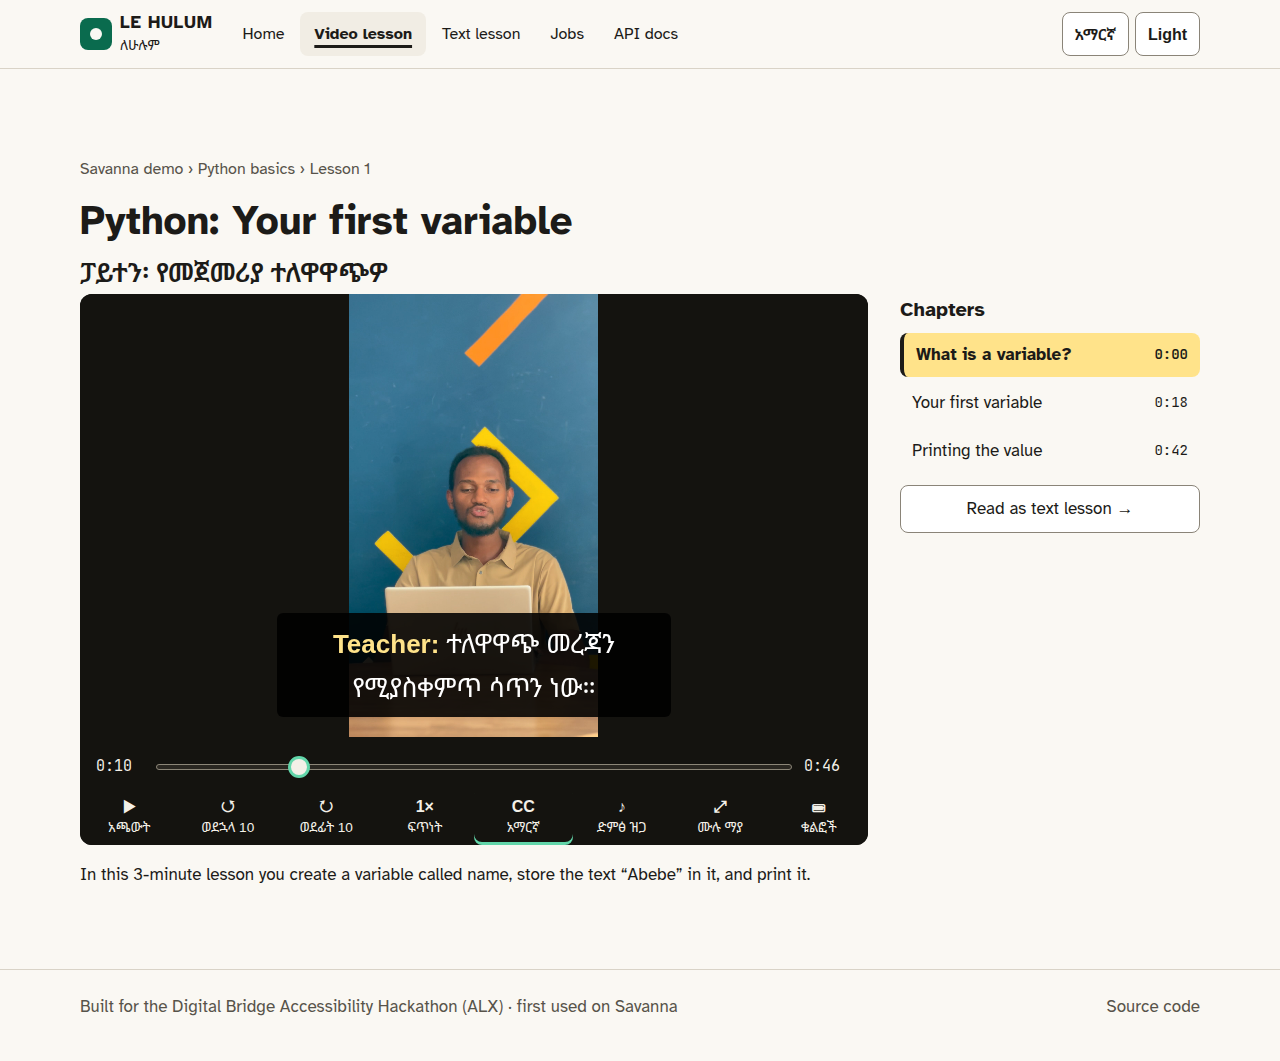 LE HULUM
ለሁሉም
Home
Video lesson
Text lesson
Jobs
API docs
አማርኛ
Light
Savanna demo › Python basics › Lesson 1
Python: Your first variable
ፓይተን፡ የመጀመሪያ ተለዋዋጭዎ
Teacher: ተለዋዋጭ መረጃን
የሚያስቀምጥ ሳጥን ነው።
0:10
0:46
▶
አጫውት
↺
ወደኋላ 10
↻
ወደፊት 10
1×
ፍጥነት
CC
አማርኛ
♪
ድምፅ ዝጋ
⤢
ሙሉ ማያ
⌨
ቁልፎች
In this 3-minute lesson you create a variable called name, store the text “Abebe” in it, and print it.
Chapters
What is a variable? 0:00
Your first variable 0:18
Printing the value 0:42
Read as text lesson →
Built for the Digital Bridge Accessibility Hackathon (ALX) · first used on Savanna
Source code